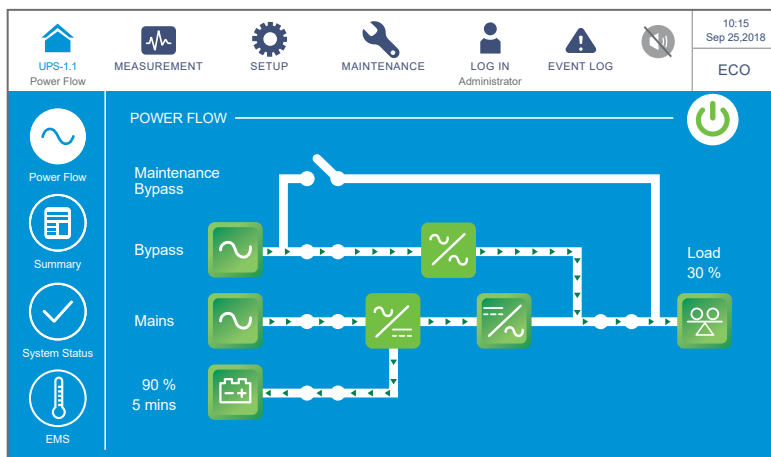 UPS-1.1
Power Flow
MEASUREMENT
SETUP
MAINTENANCE
LOG IN
Administrator
EVENT LOG
10:15
Sep 25,2018
ECO
Power Flow
Summary
System Status
EMS
POWER FLOW
Maintenance
Bypass
Bypass
Mains
90 %
5 mins
Load
30 %